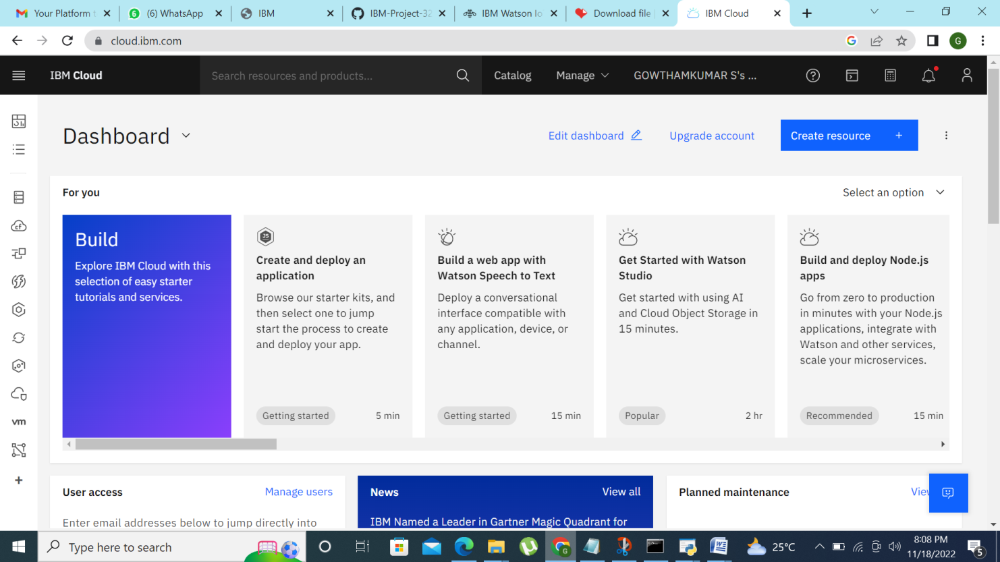 Your Platform t
(6) WhatsApp
IBM
IBM-Project-32
IBM Watson Io
Download file |
IBM Cloud
cloud.ibm.com
G
IBM Cloud
Search resources and products...
Catalog
Manage
GOWTHAMKUMAR S's ...
Dashboard
Edit dashboard
Upgrade account
Create resource +
For you
Select an option
Build
Explore IBM Cloud with this
selection of easy starter
tutorials and services.
JS
Create and deploy an
application
Browse our starter kits, and
then select one to jump
start the process to create
and deploy your app.
Getting started
5 min
Build a web app with
Watson Speech to Text
Deploy a conversational
interface compatible with
any application, device, or
channel.
Getting started
15 min
Get Started with Watson
Studio
Get started with using AI
and Cloud Object Storage in
15 minutes.
Popular
2 hr
Build and deploy Node.js
apps
Go from zero to production
in minutes with your Node.js
applications, integrate with
Watson and other services,
scale your microservices.
Recommended
15 min
cf
vm
User access
Manage users
Enter email addresses below to jump directly into
News
View all
IBM Named a Leader in Gartner Magic Quadrant for
Planned maintenance
Type here to search
25°C
8:08 PM
11/18/2022
5